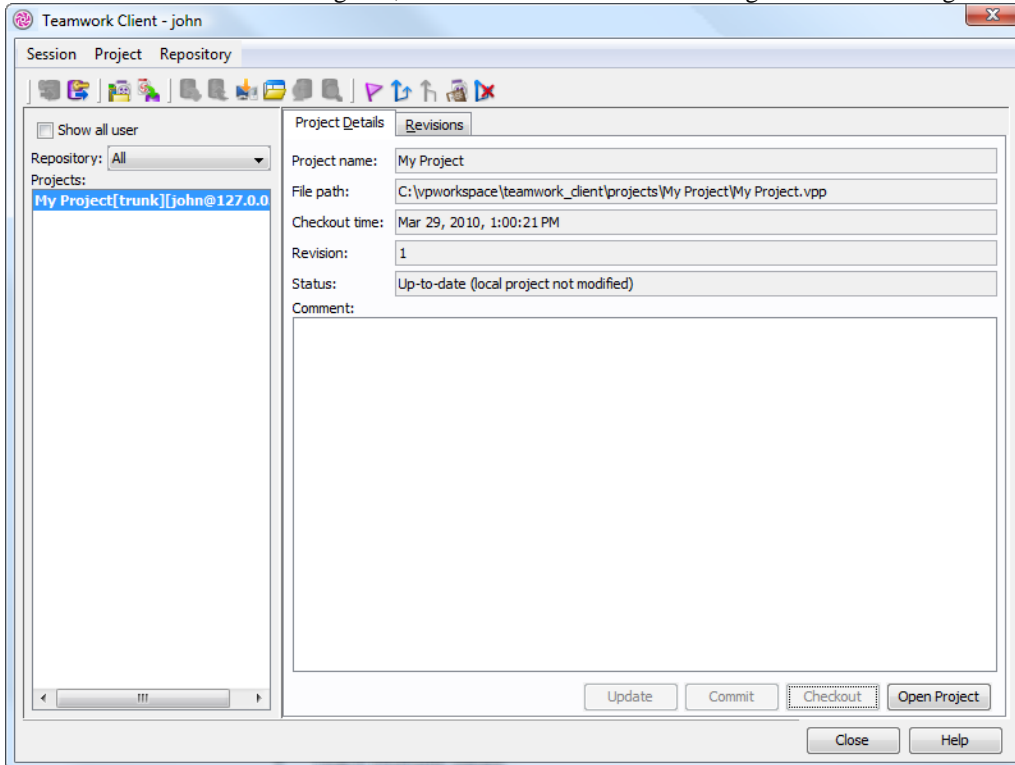 Teamwork Client - john
Session Project Repository
Show all user
Repository: All
Projects:
My Project[trunk][john@127.0.0
Project Details Revisions
Project name: My Project
File path: C:\vpworkspace\teamwork_client\projects\My Project\My Project.vpp
Checkout time: Mar 29, 2010, 1:00:21 PM
Revision: 1
Status: Up-to-date (local project not modified)
Comment:
Update Commit Checkout Open Project
Close Help